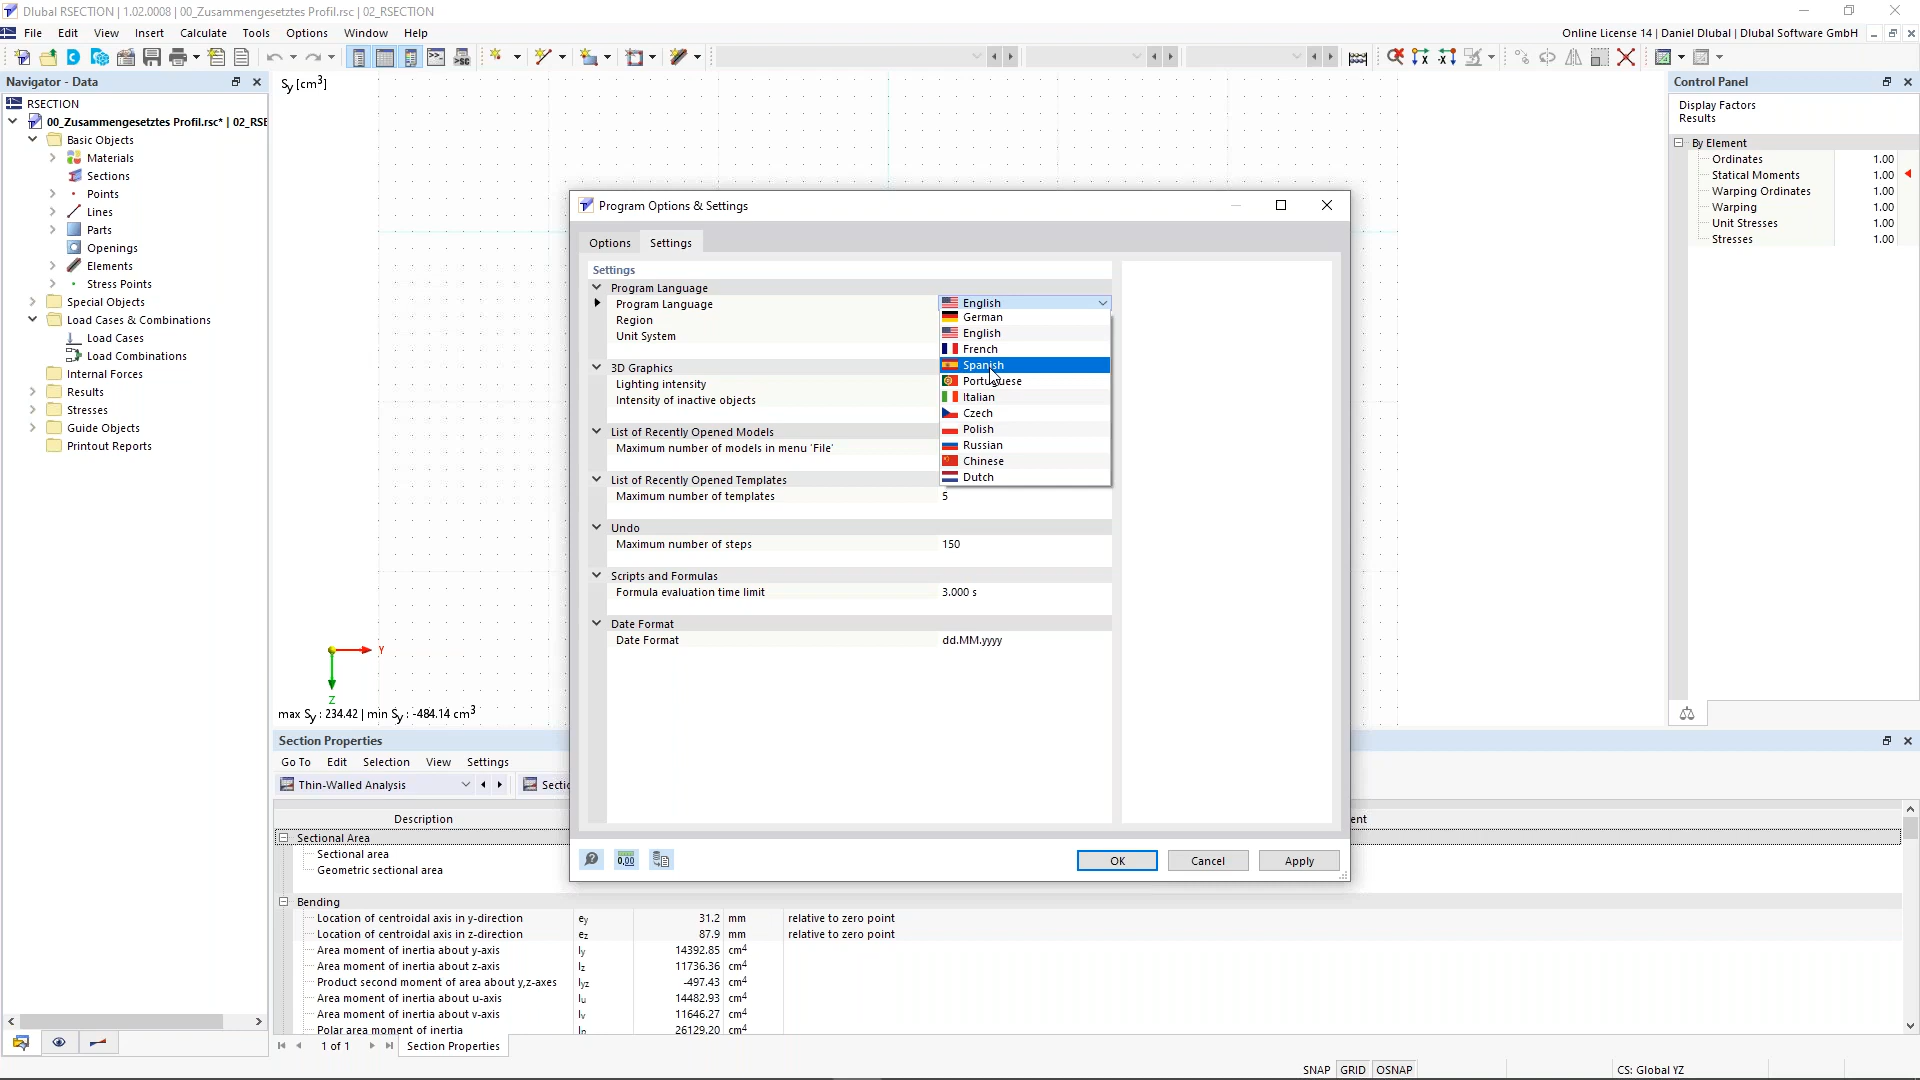 Dlubal RSECTION | 1.02.0008 | 00_Zusammengesetztes Profil.rsc | 02_RSECTION
File Edit View Insert Calculate Tools Options Window Help
Online License 14 | Daniel Dlubal | Dlubal Software GmbH
Navigator - Data
RSECTION
00_Zusammengesetztes Profil.rsc* | 02_RSE
Basic Objects
Materials
Sections
Points
Lines
Parts
Openings
Elements
Stress Points
Special Objects
Load Cases & Combinations
Load Cases
Load Combinations
Internal Forces
Results
Stresses
Guide Objects
Printout Reports
Sy [cm3]
Y
Z
max Sy : 234.42 | min Sy : -484.14 cm3
Program Options & Settings
Options Settings
Settings
Program Language
Program Language English
Region
Unit System
German
English
French
Spanish
Portuguese
Italian
Czech
Polish
Russian
Chinese
Dutch
3D Graphics
Lighting intensity
Intensity of inactive objects
List of Recently Opened Models
Maximum number of models in menu 'File'
List of Recently Opened Templates
Maximum number of templates 5
Undo
Maximum number of steps 150
Scripts and Formulas
Formula evaluation time limit 3.000 s
Date Format
Date Format dd.MM.yyyy
0,00
OK Cancel Apply
Control Panel
Display Factors
Results
By Element
Ordinates 1.00
Statical Moments 1.00
Warping Ordinates 1.00
Warping 1.00
Unit Stresses 1.00
Stresses 1.00
Section Properties
Go To Edit Selection View Settings
Thin-Walled Analysis Sectio
Description ent
Sectional Area
Sectional area
Geometric sectional area
Bending
Location of centroidal axis in y-direction ey 31.2 mm relative to zero point
Location of centroidal axis in z-direction ez 87.9 mm relative to zero point
Area moment of inertia about y-axis Iy 14392.85 cm4
Area moment of inertia about z-axis Iz 11736.36 cm4
Product second moment of area about y,z-axes Iyz -497.43 cm4
Area moment of inertia about u-axis Iu 14482.93 cm4
Area moment of inertia about v-axis Iv 11646.27 cm4
Polar area moment of inertia Ip 26129.20 cm4
1 of 1 Section Properties
SNAP GRID OSNAP CS: Global YZ